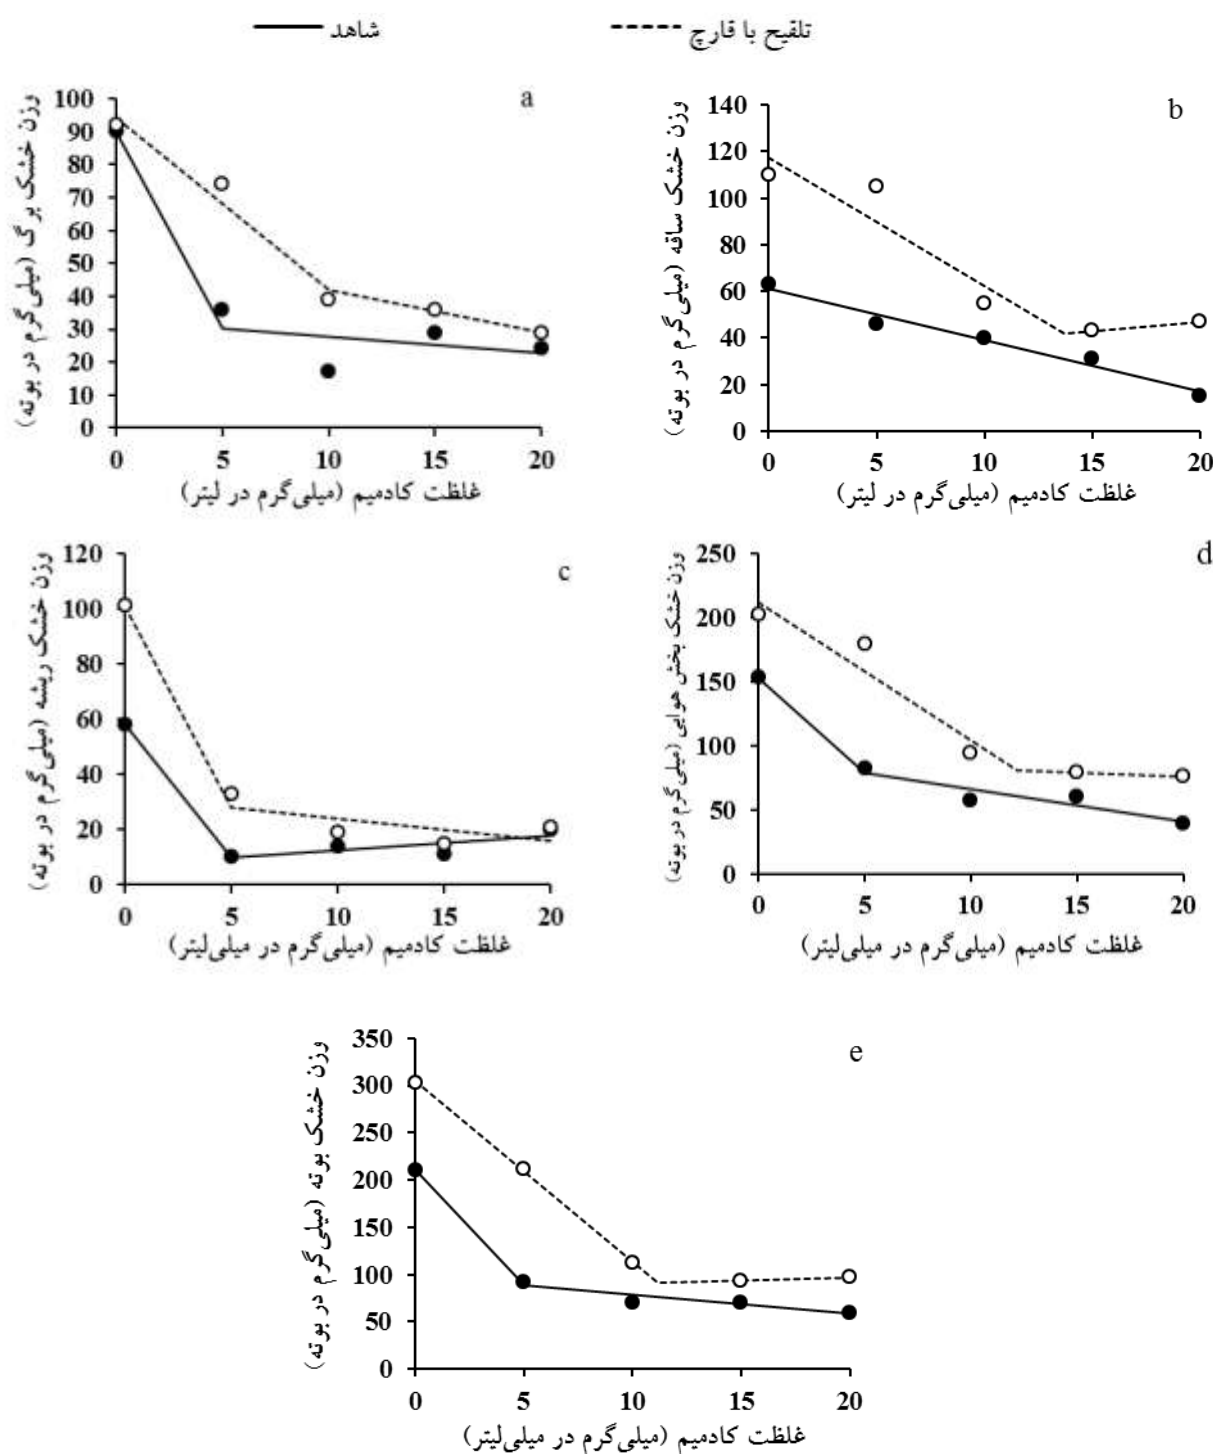 شاهد
تلقیح با قارچ
a
وزن خشک برگ (میلی‌گرم در بوته)
100
90
80
70
60
50
40
30
20
10
0
0 5 10 15 20
غلظت کادمیم (میلی‌گرم در لیتر)
b
وزن خشک ساقه (میلی‌گرم در بوته)
140
120
100
80
60
40
20
0
0 5 10 15 20
غلظت کادمیم (میلی‌گرم در لیتر)
c
وزن خشک ریشه (میلی‌گرم در بوته)
120
100
80
60
40
20
0
0 5 10 15 20
غلظت کادمیم (میلی‌گرم در میلی‌لیتر)
d
وزن خشک بخش هوایی (میلی‌گرم در بوته)
250
200
150
100
50
0
0 5 10 15 20
غلظت کادمیم (میلی‌گرم در میلی‌لیتر)
e
وزن خشک بوته (میلی‌گرم در بوته)
350
300
250
200
150
100
50
0
0 5 10 15 20
غلظت کادمیم (میلی‌گرم در میلی‌لیتر)